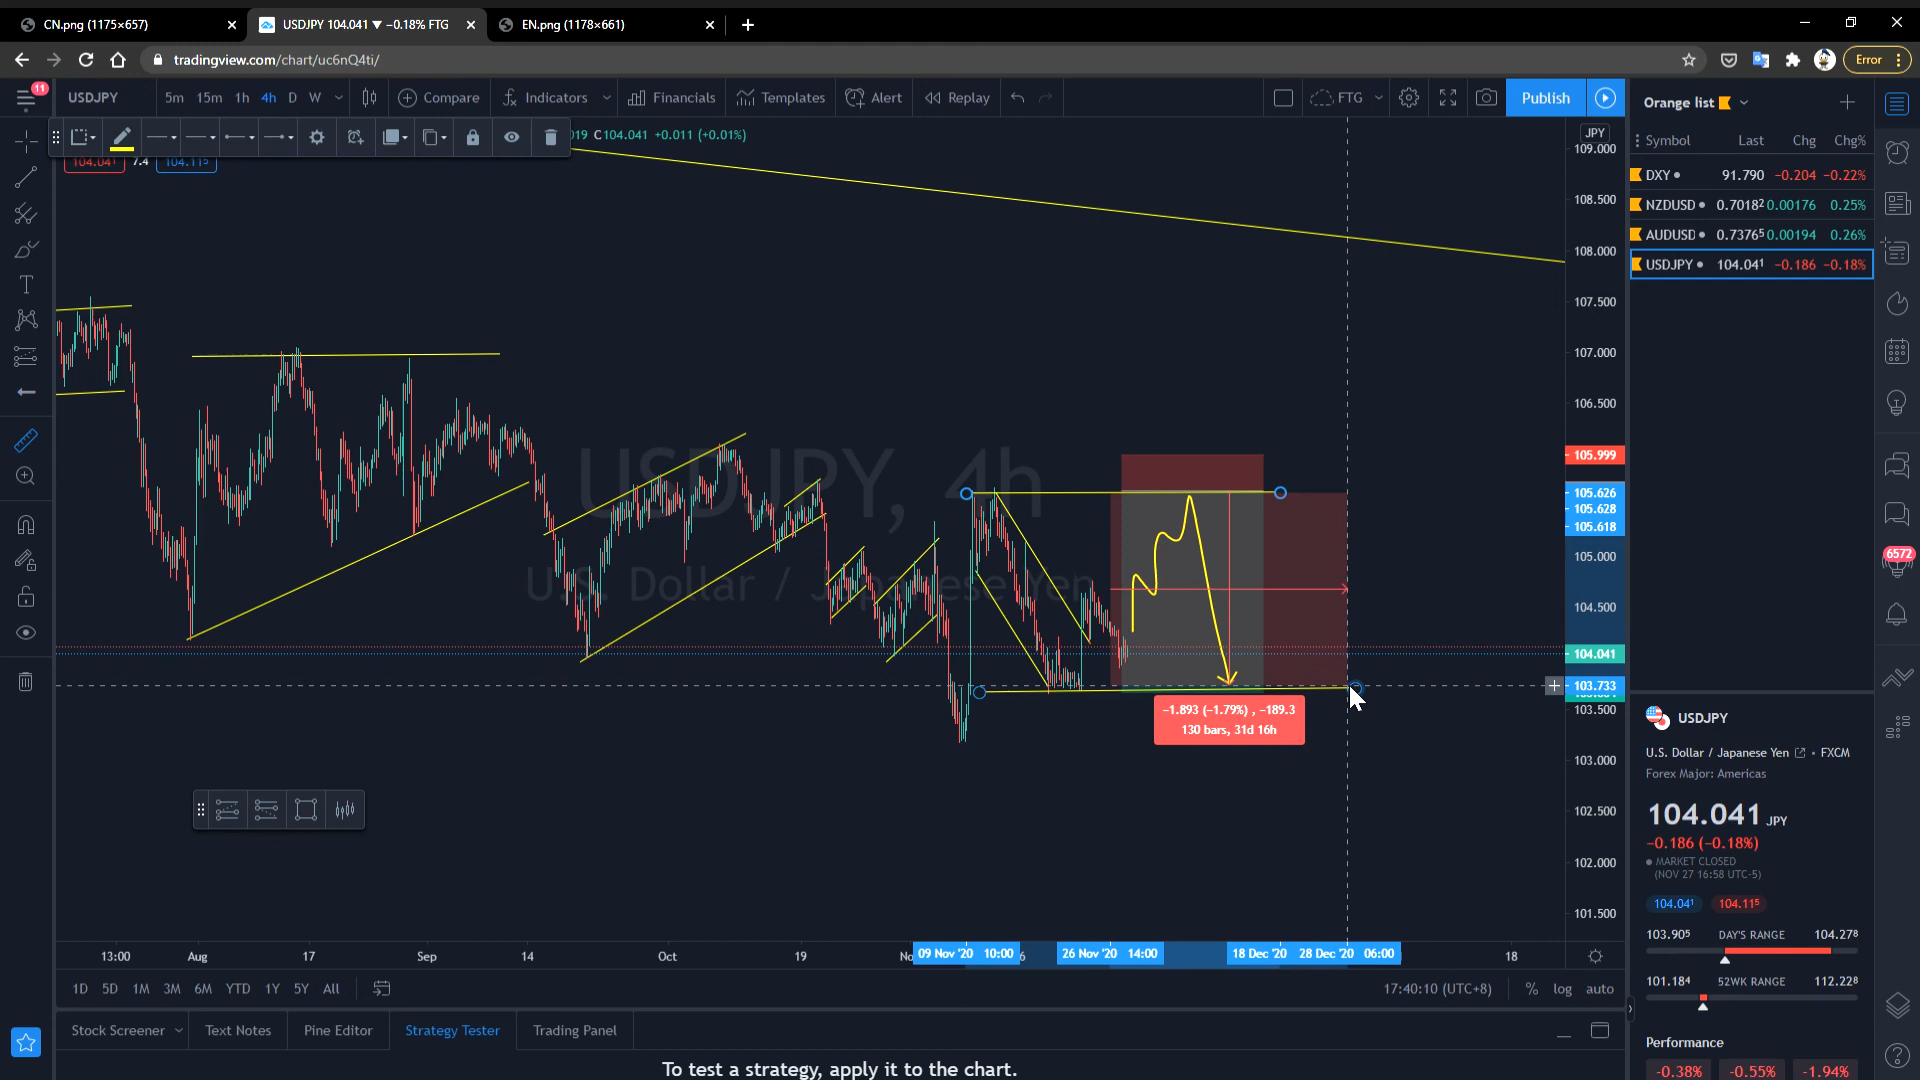 CN.png (1175×657)
USDJPY 104.041 ▼ −0.18% FTG
EN.png (1178×661)
tradingview.com/chart/uc6nQ4ti/
Error
11
USDJPY
5m 15m 1h 4h D W
Compare
Indicators
Financials
Templates
Alert
Replay
FTG
Publish
019 C104.041 +0.011 (+0.01%)
104.041 7.4 104.115
USDJPY, 4h
U.S. Dollar / Japanese Yen
−1.893 (−1.79%) , −189.3
130 bars, 31d 16h
JPY
109.000
108.500
108.000
107.500
107.000
106.500
105.999
105.626
105.628
105.618
105.000
104.500
104.041
103.733
103.500
103.000
102.500
102.000
101.500
13:00 Aug 17 Sep 14 Oct 19 No 09 Nov '20 10:00 6 26 Nov '20 14:00 18 Dec '20 28 Dec '20 06:00 18
1D 5D 1M 3M 6M YTD 1Y 5Y All
17:40:10 (UTC+8) % log auto
Stock Screener Text Notes Pine Editor Strategy Tester Trading Panel
To test a strategy, apply it to the chart.
Orange list
Symbol Last Chg Chg%
DXY 91.790 −0.204 −0.22%
NZDUSD 0.70182 0.00176 0.25%
AUDUSD 0.73765 0.00194 0.26%
USDJPY 104.041 −0.186 −0.18%
6572
USDJPY
U.S. Dollar / Japanese Yen • FXCM
Forex Major: Americas
104.041 JPY
−0.186 (−0.18%)
MARKET CLOSED
(NOV 27 16:58 UTC-5)
104.041 104.115
103.905 DAY'S RANGE 104.278
101.184 52WK RANGE 112.228
Performance
−0.38% −0.55% −1.94%